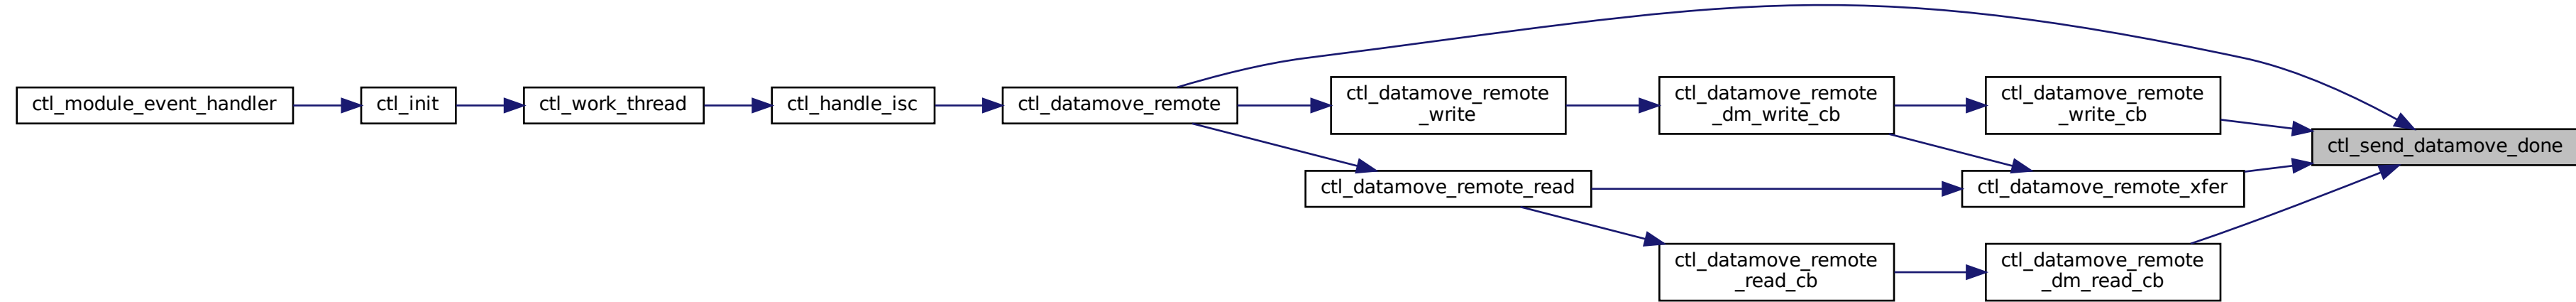 ctl_module_event_handler
ctl_init
ctl_work_thread
ctl_handle_isc
ctl_datamove_remote
ctl_datamove_remote
_write
ctl_datamove_remote
_dm_write_cb
ctl_datamove_remote
_write_cb
ctl_send_datamove_done
ctl_datamove_remote_read
ctl_datamove_remote_xfer
ctl_datamove_remote
_read_cb
ctl_datamove_remote
_dm_read_cb